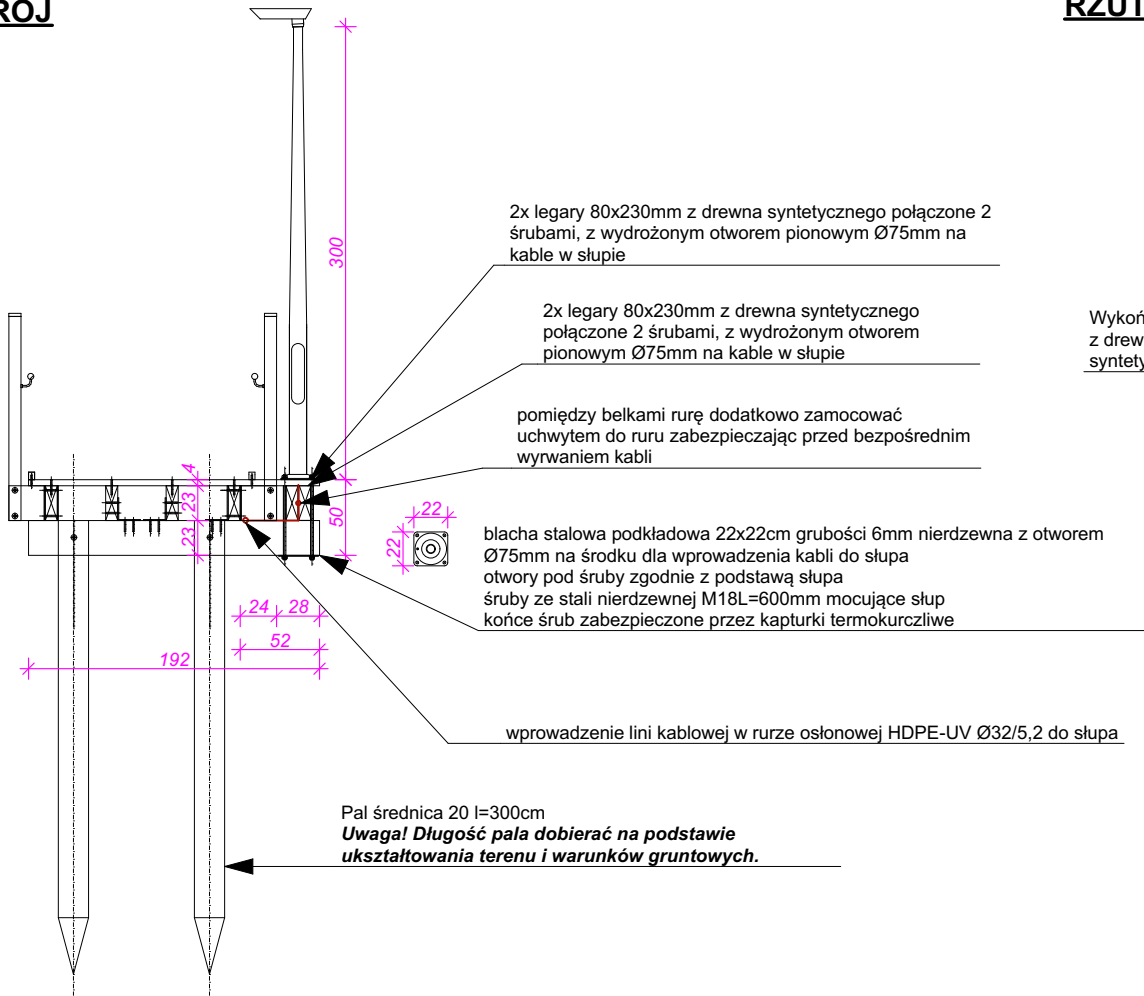 RÓJ
RZUT
300
2x legary 80x230mm z drewna syntetycznego połączone 2
śrubami, z wydrożonym otworem pionowym Ø75mm na
kable w słupie
2x legary 80x230mm z drewna syntetycznego
połączone 2 śrubami, z wydrożonym otworem
pionowym Ø75mm na kable w słupie
Wykoń
z drew
syntety
pomiędzy belkami rurę dodatkowo zamocować
uchwytem do ruru zabezpieczając przed bezpośrednim
wyrwaniem kabli
4
23
23
50
22
22
blacha stalowa podkładowa 22x22cm grubości 6mm nierdzewna z otworem
Ø75mm na środku dla wprowadzenia kabli do słupa
otwory pod śruby zgodnie z podstawą słupa
śruby ze stali nierdzewnej M18L=600mm mocujące słup
końce śrub zabezpieczone przez kapturki termokurczliwe
24
28
52
192
wprowadzenie lini kablowej w rurze osłonowej HDPE-UV Ø32/5,2 do słupa
Pal średnica 20 l=300cm
Uwaga! Długość pala dobierać na podstawie
ukształtowania terenu i warunków gruntowych.